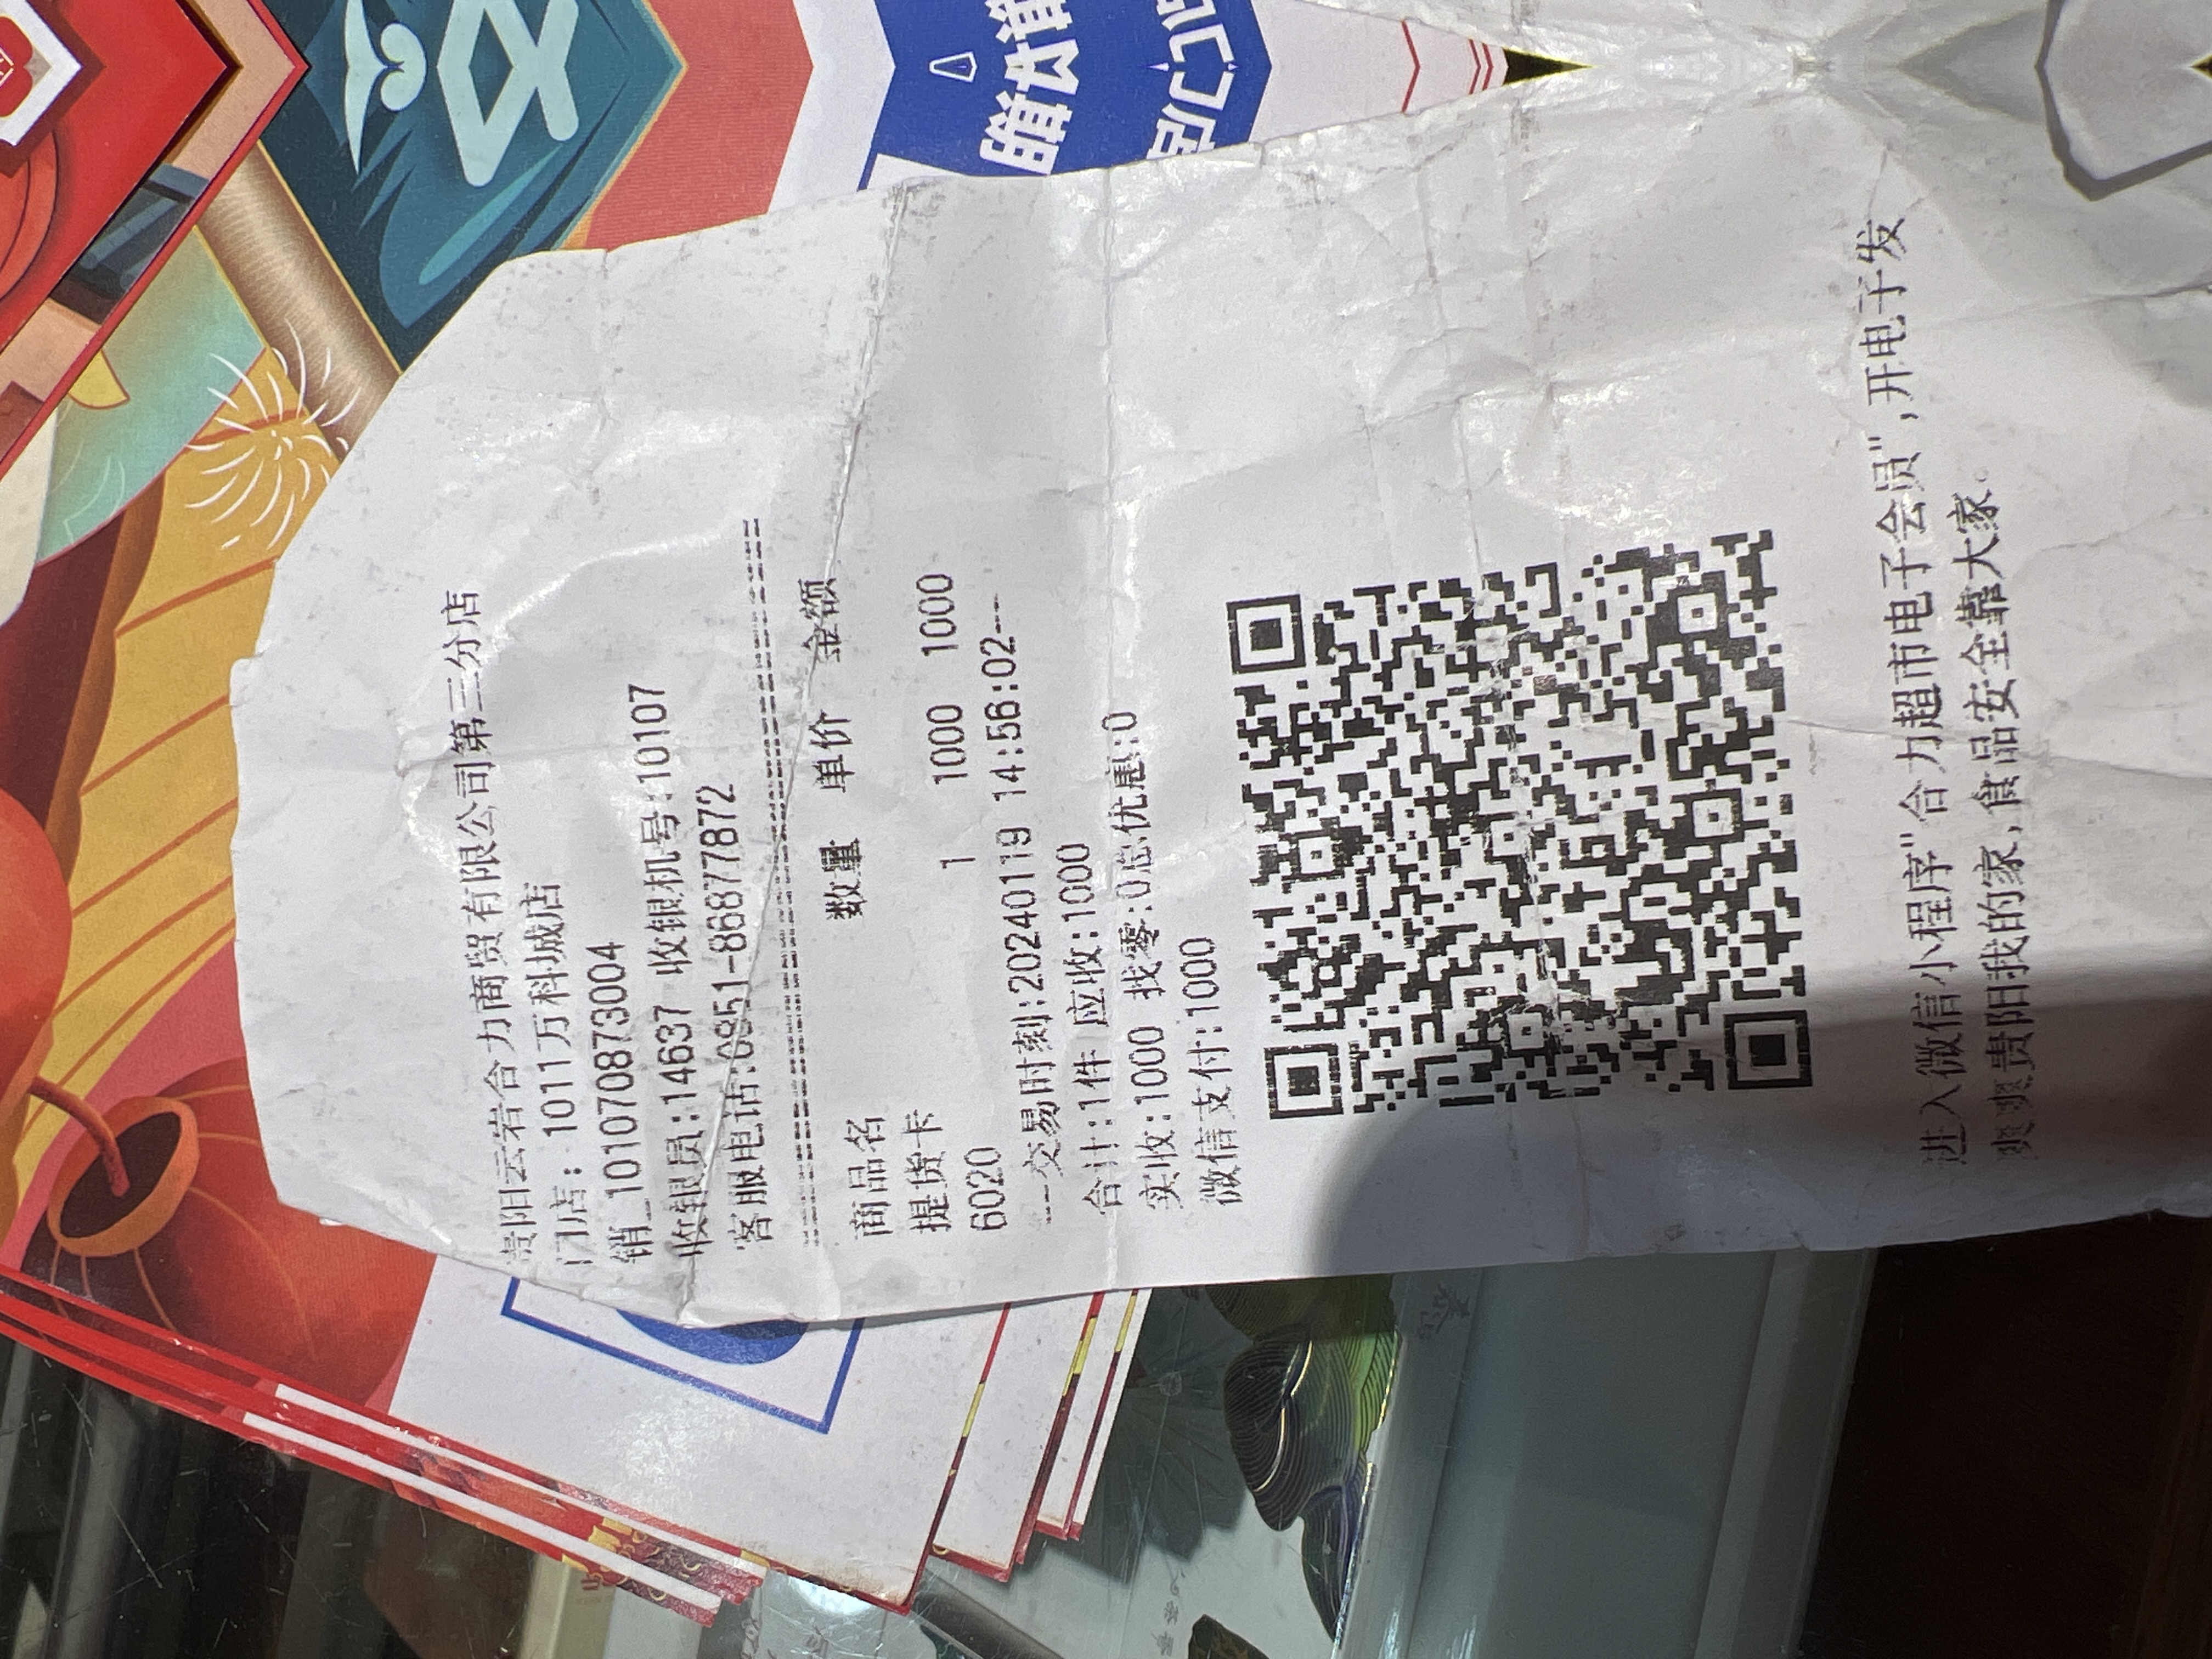 贵阳云岩合力商贸有限公司第三分店
门店: 1011万科城店
销_101070873004
收银员:14637 收银机号:10107
客服电话:0851-86877872
商品名 数量 单价 金额
提货卡
6020 1 1000 1000
---交易时刻:20240119 14:56:02---
合计:1件 应收:1000
实收:1000 找零:0总优惠:0
微信支付:1000
进入微信小程序"合力超市电子会员",开电子发
爽爽贵阳我的家,食品安全靠大家。